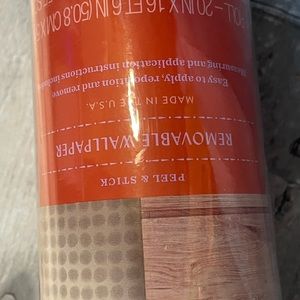 PEEL & STICK
REMOVABLE WALLPAPER
MADE IN THE U.S.A.
Easy to apply, reposition and remove
Measuring and application instructions
20 IN X 16 FT 6 IN (50.8 CM X 5